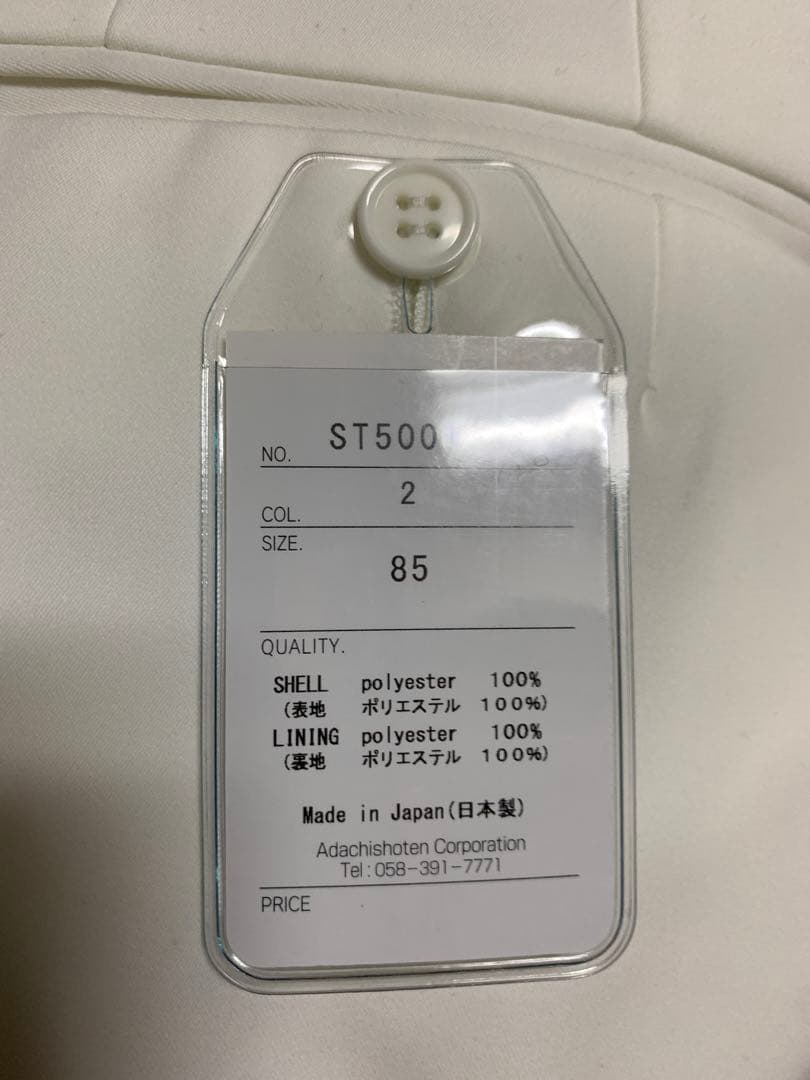 NO. ST500
COL. 2
SIZE. 85
QUALITY.
SHELL polyester 100%
(表地 ポリエステル 100%)
LINING polyester 100%
(裏地 ポリエステル 100%)
Made in Japan(日本製)
Adachishoten Corporation
Tel:058-391-7771
PRICE